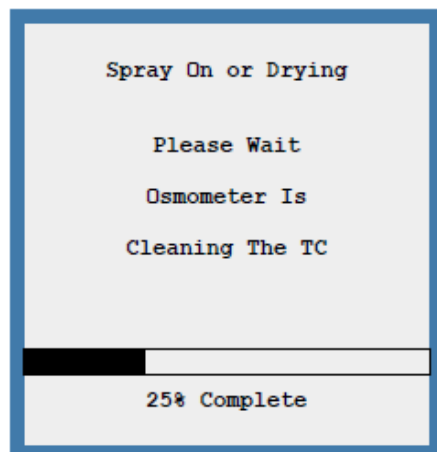 Spray On or Drying
Please Wait
Osmometer Is
Cleaning The TC
25% Complete